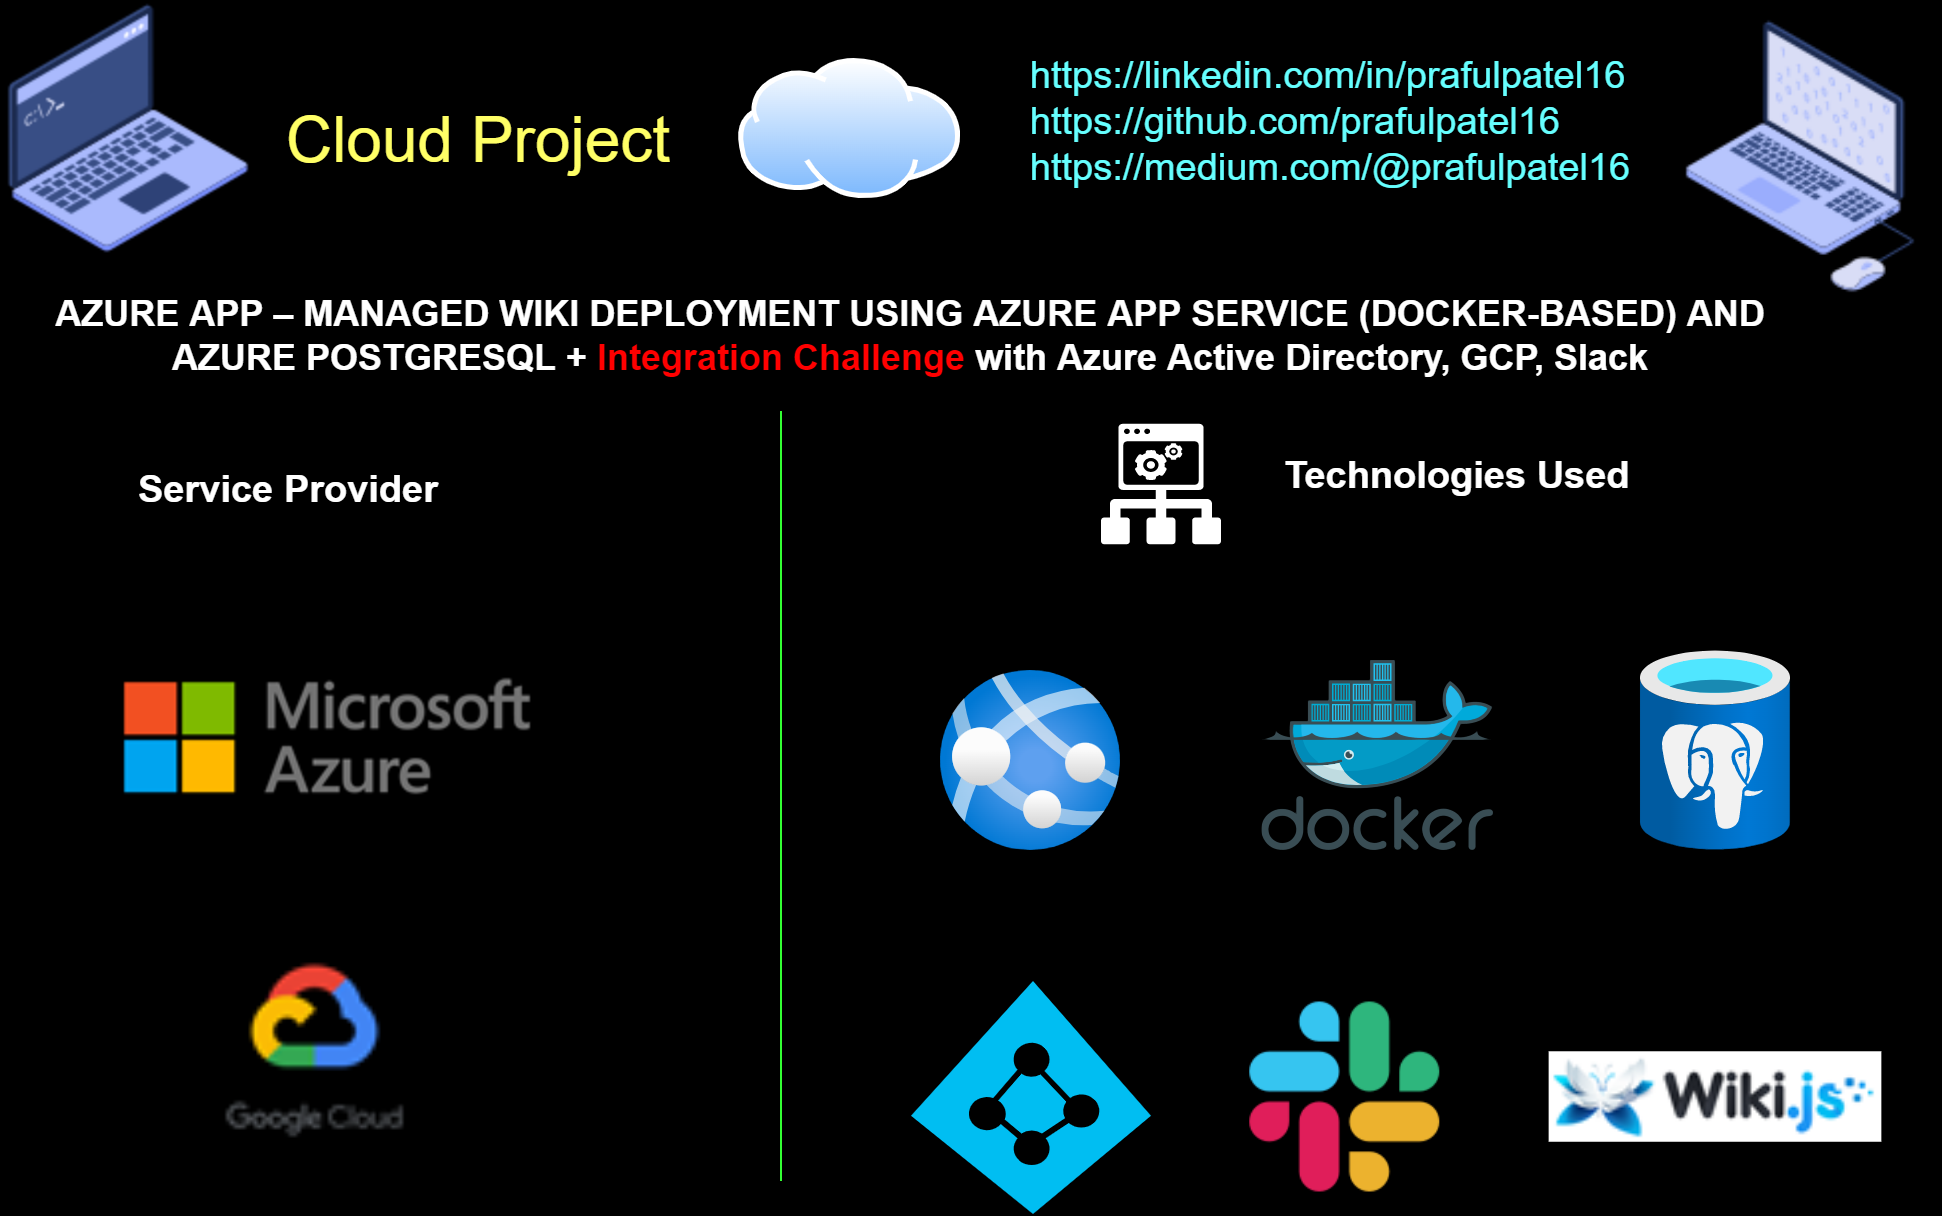 c:\>_
Cloud Project
https://linkedin.com/in/prafulpatel16
https://github.com/prafulpatel16
https://medium.com/@prafulpatel16
AZURE APP – MANAGED WIKI DEPLOYMENT USING AZURE APP SERVICE (DOCKER-BASED) AND
AZURE POSTGRESQL + Integration Challenge with Azure Active Directory, GCP, Slack
Service Provider
Technologies Used
Microsoft
Azure
docker
Google Cloud
Wiki.js